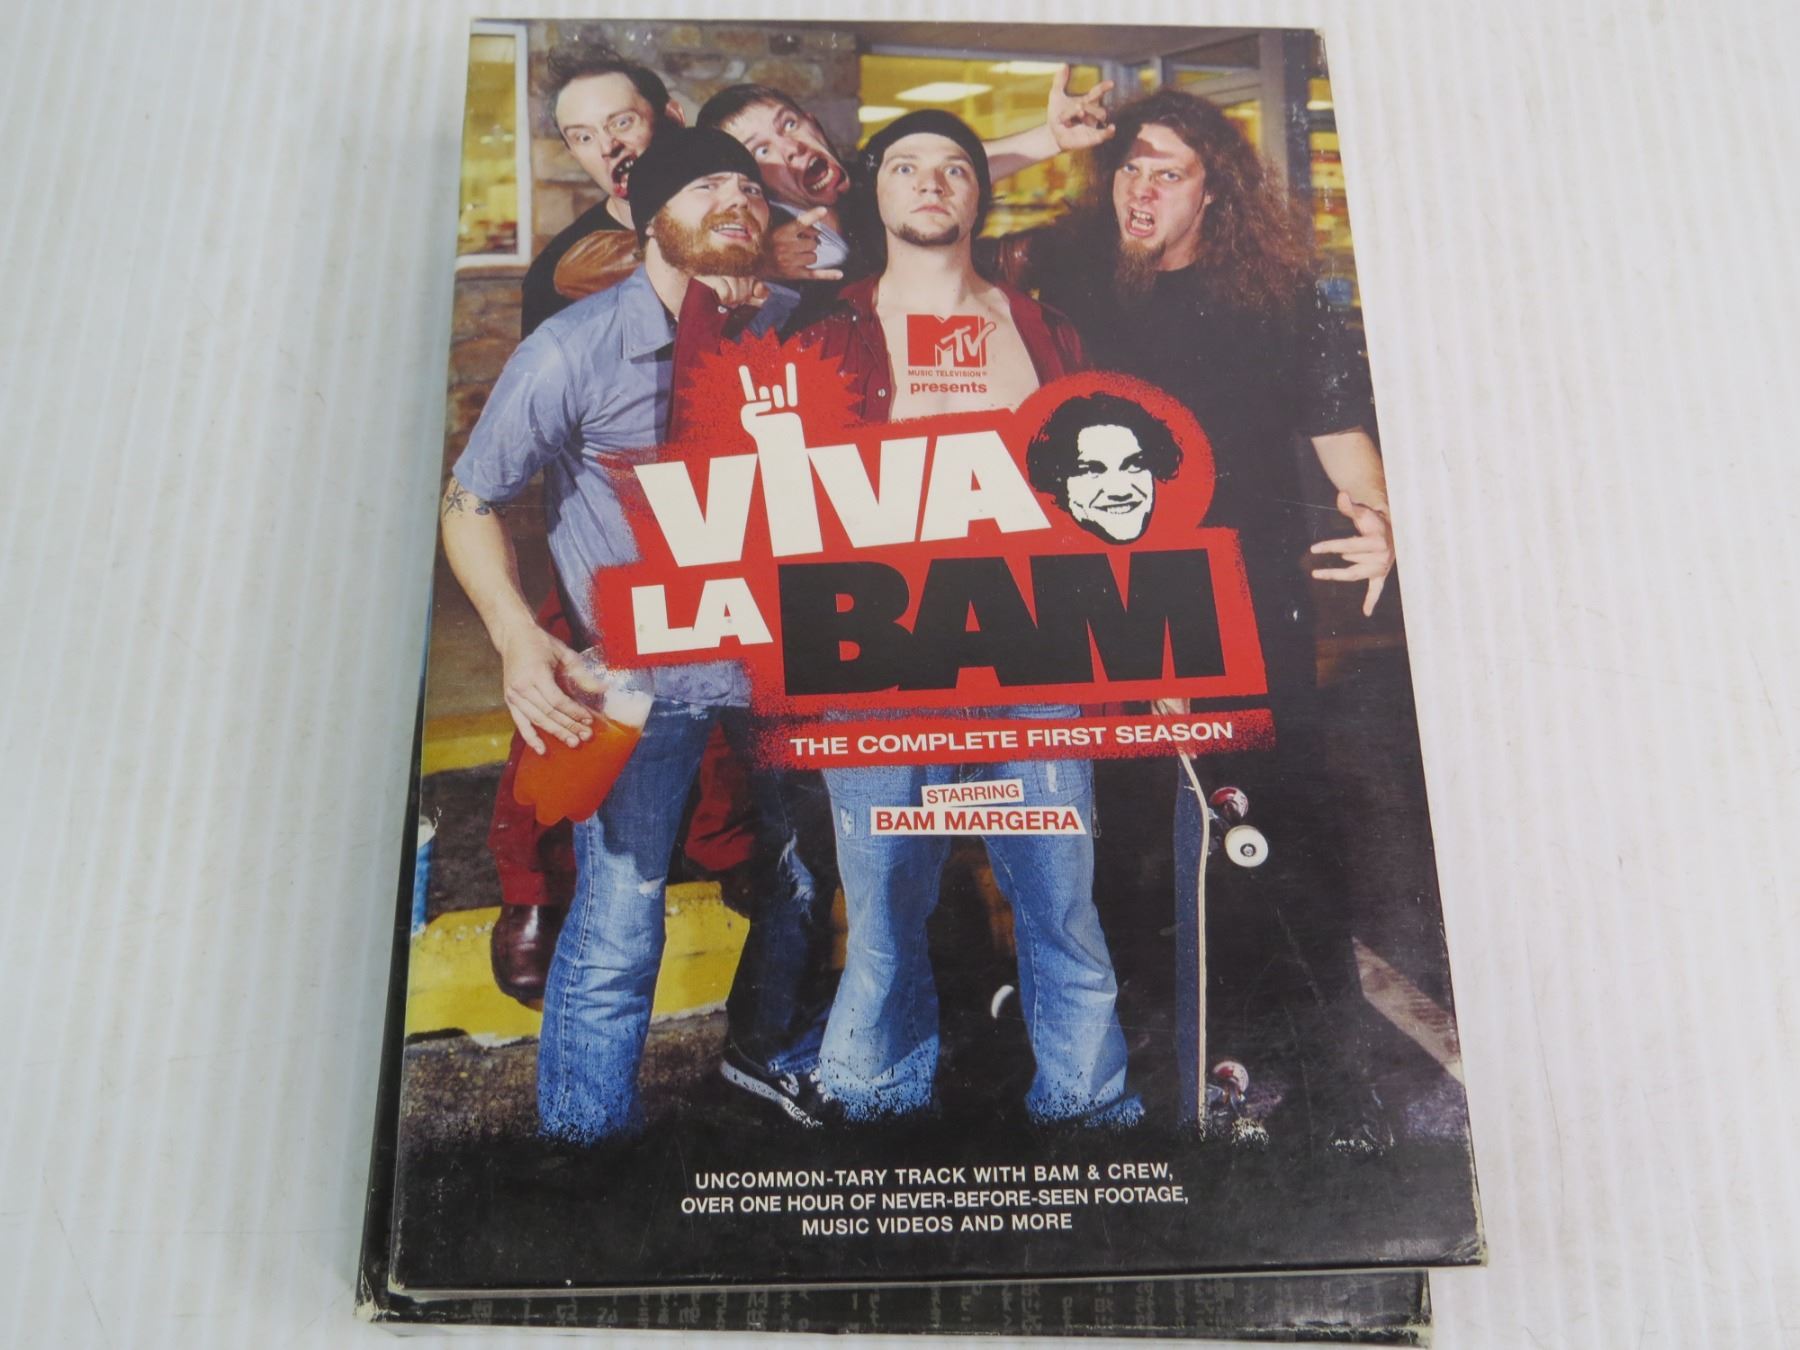 MTV
MUSIC TELEVISION®
presents
VIVA
LA BAM
THE COMPLETE FIRST SEASON
STARRING
BAM MARGERA
UNCOMMON-TARY TRACK WITH BAM & CREW,
OVER ONE HOUR OF NEVER-BEFORE-SEEN FOOTAGE,
MUSIC VIDEOS AND MORE